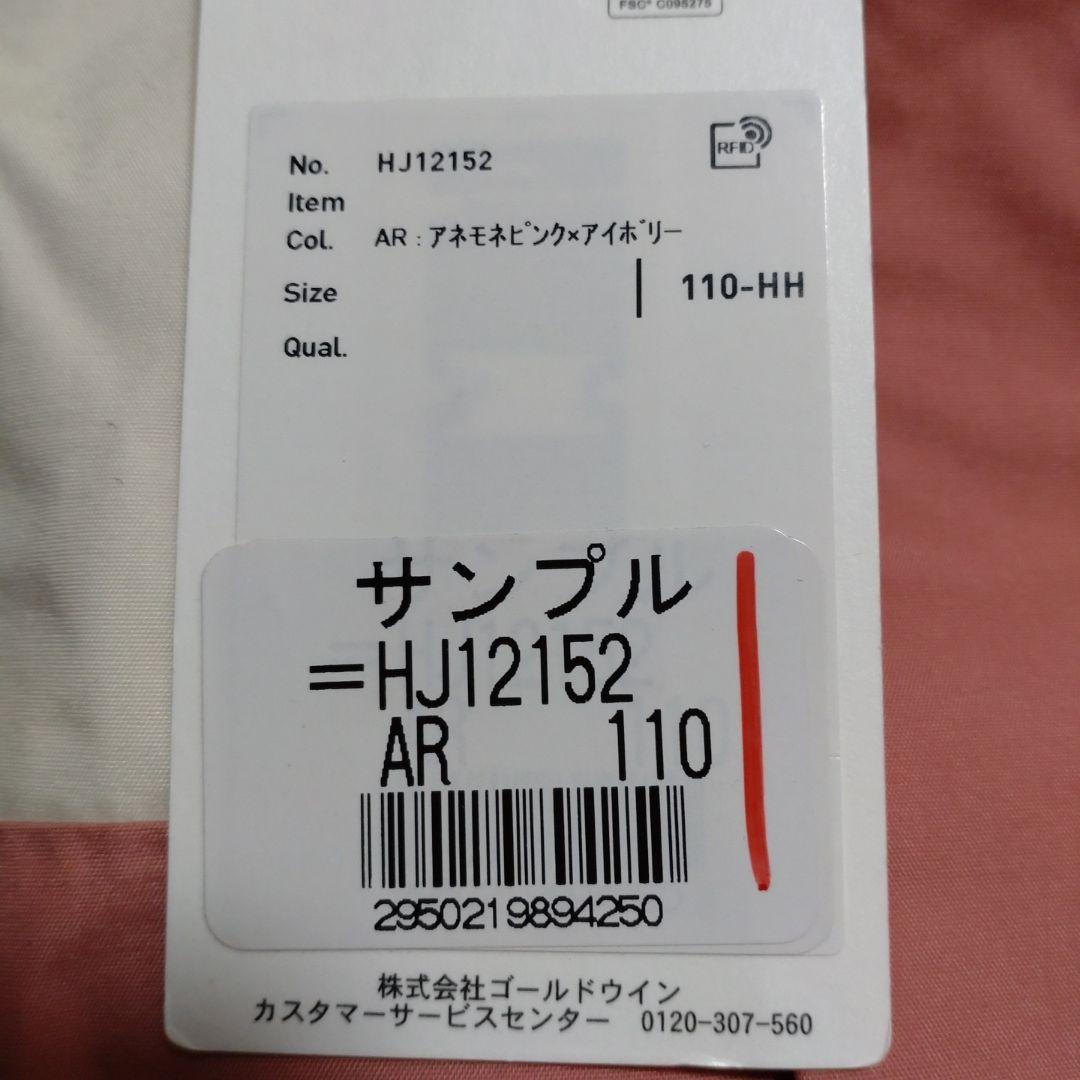 FSC® C095275
RFID
No. HJ12152
Item
Col. AR : アネモネピンク×アイボリー
Size 110-HH
Qual.
サンプル
=HJ12152
AR 110
2950219894250
株式会社ゴールドウイン
カスタマーサービスセンター 0120-307-560